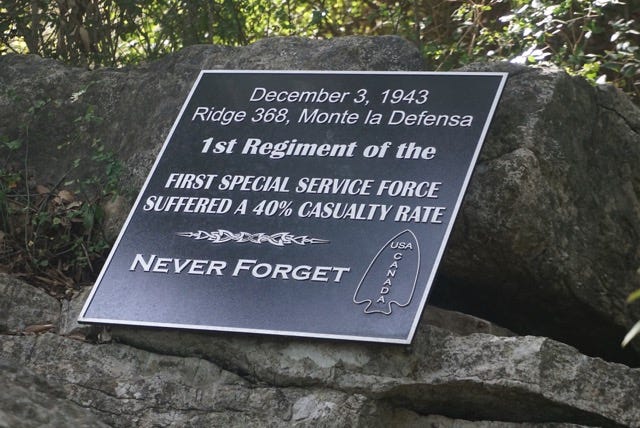 December 3, 1943
Ridge 368, Monte la Defensa
1st Regiment of the
FIRST SPECIAL SERVICE FORCE
SUFFERED A 40% CASUALTY RATE
NEVER FORGET
USA
CANADA